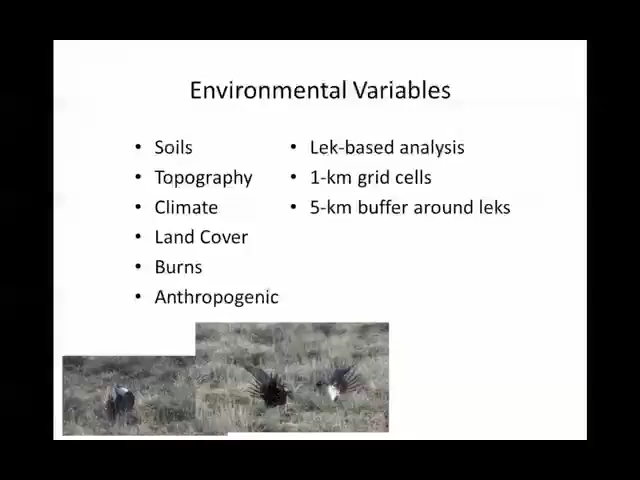 Environmental Variables
• Soils
• Topography
• Climate
• Land Cover
• Burns
• Anthropogenic
• Lek-based analysis
• 1-km grid cells
• 5-km buffer around leks